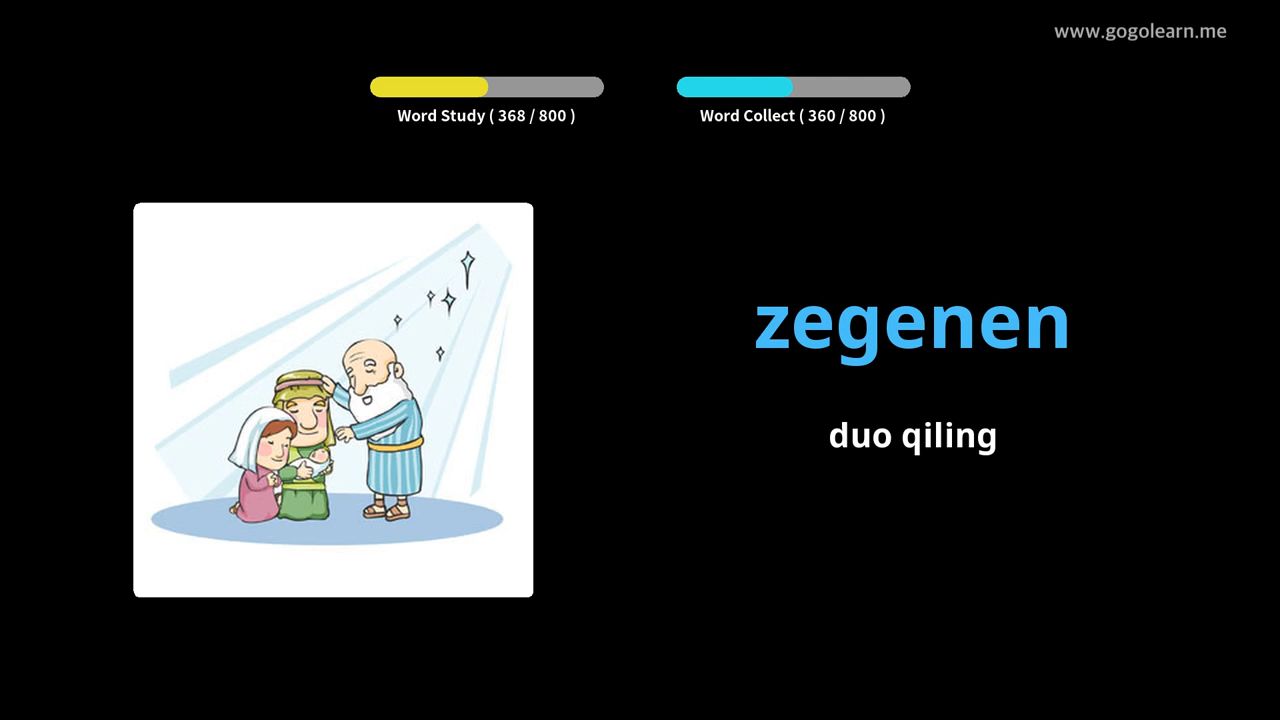 www.gogolearn.me
Word Study ( 368 / 800 )
Word Collect ( 360 / 800 )
zegenen
duo qiling